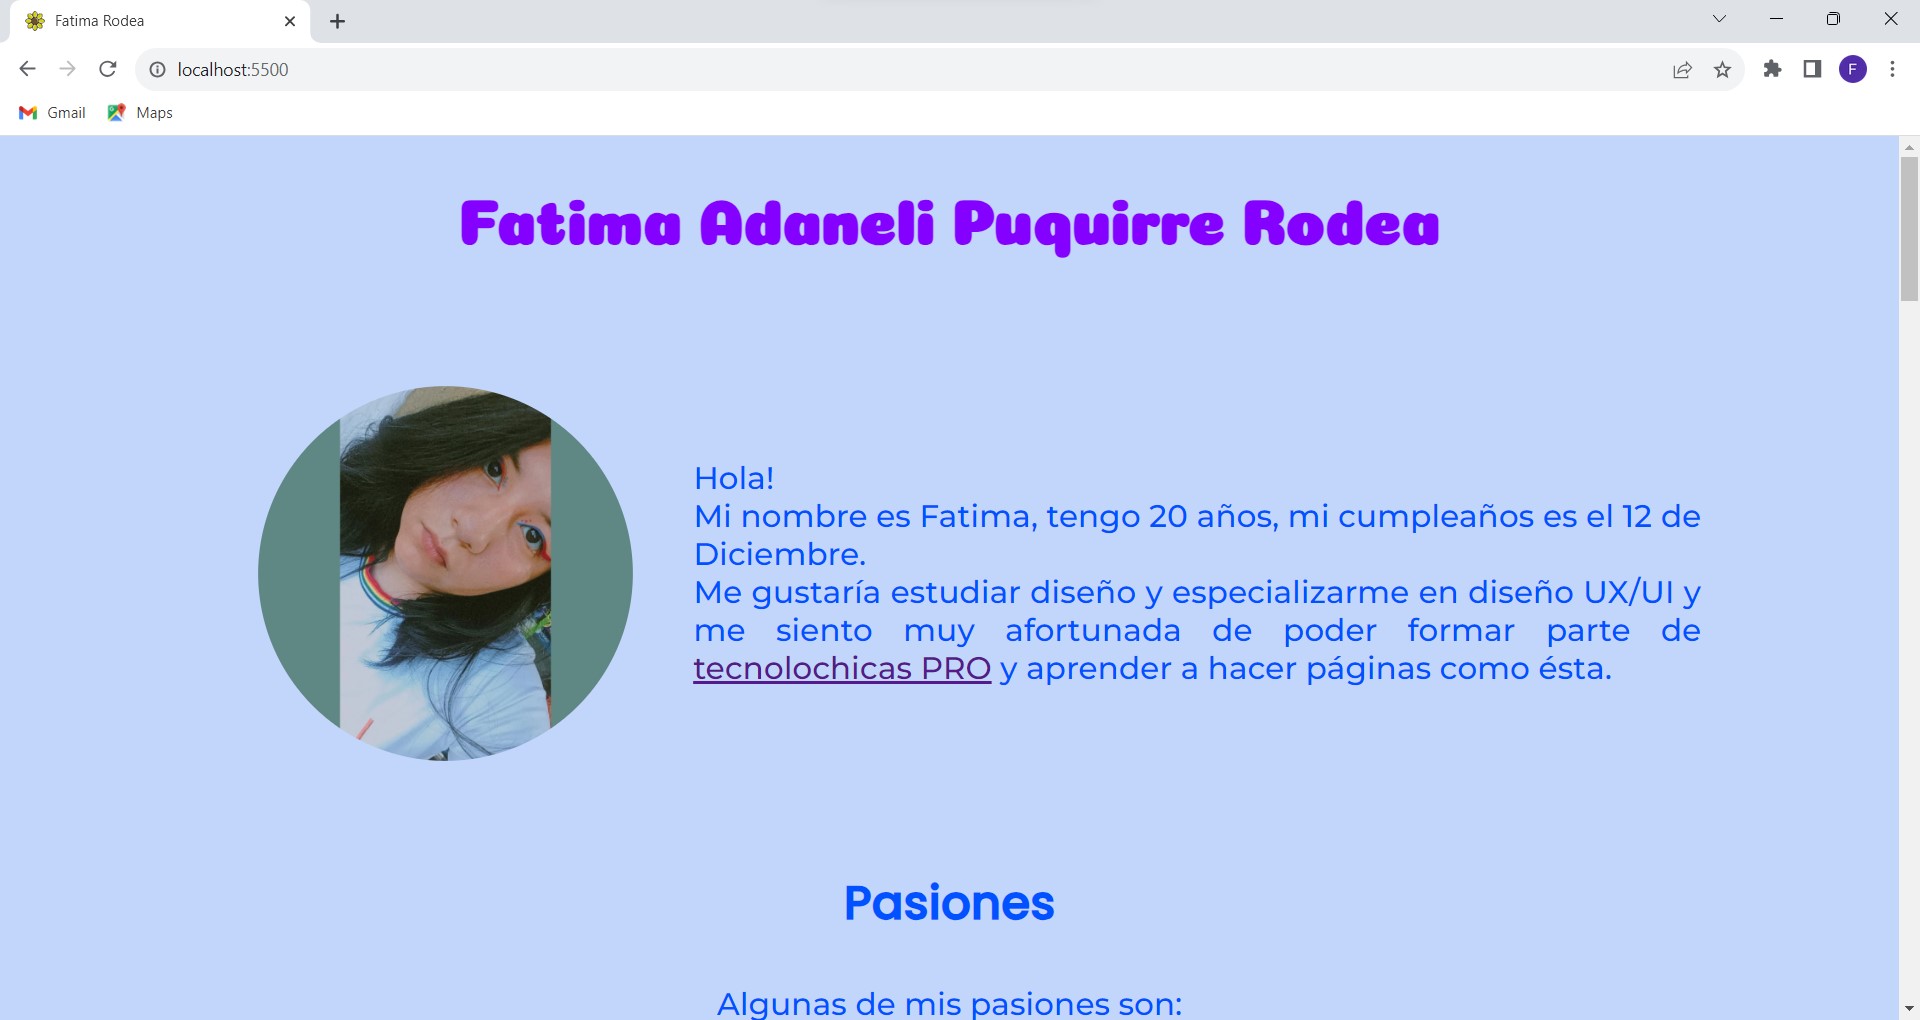 Fatima Rodea
localhost:5500
F
Gmail
Maps
Fatima Adaneli Puquirre Rodea
Hola!
Mi nombre es Fatima, tengo 20 años, mi cumpleaños es el 12 de
Diciembre.
Me gustaría estudiar diseño y especializarme en diseño UX/UI y
me siento muy afortunada de poder formar parte de
tecnolochicas PRO y aprender a hacer páginas como ésta.
Pasiones
Algunas de mis pasiones son: